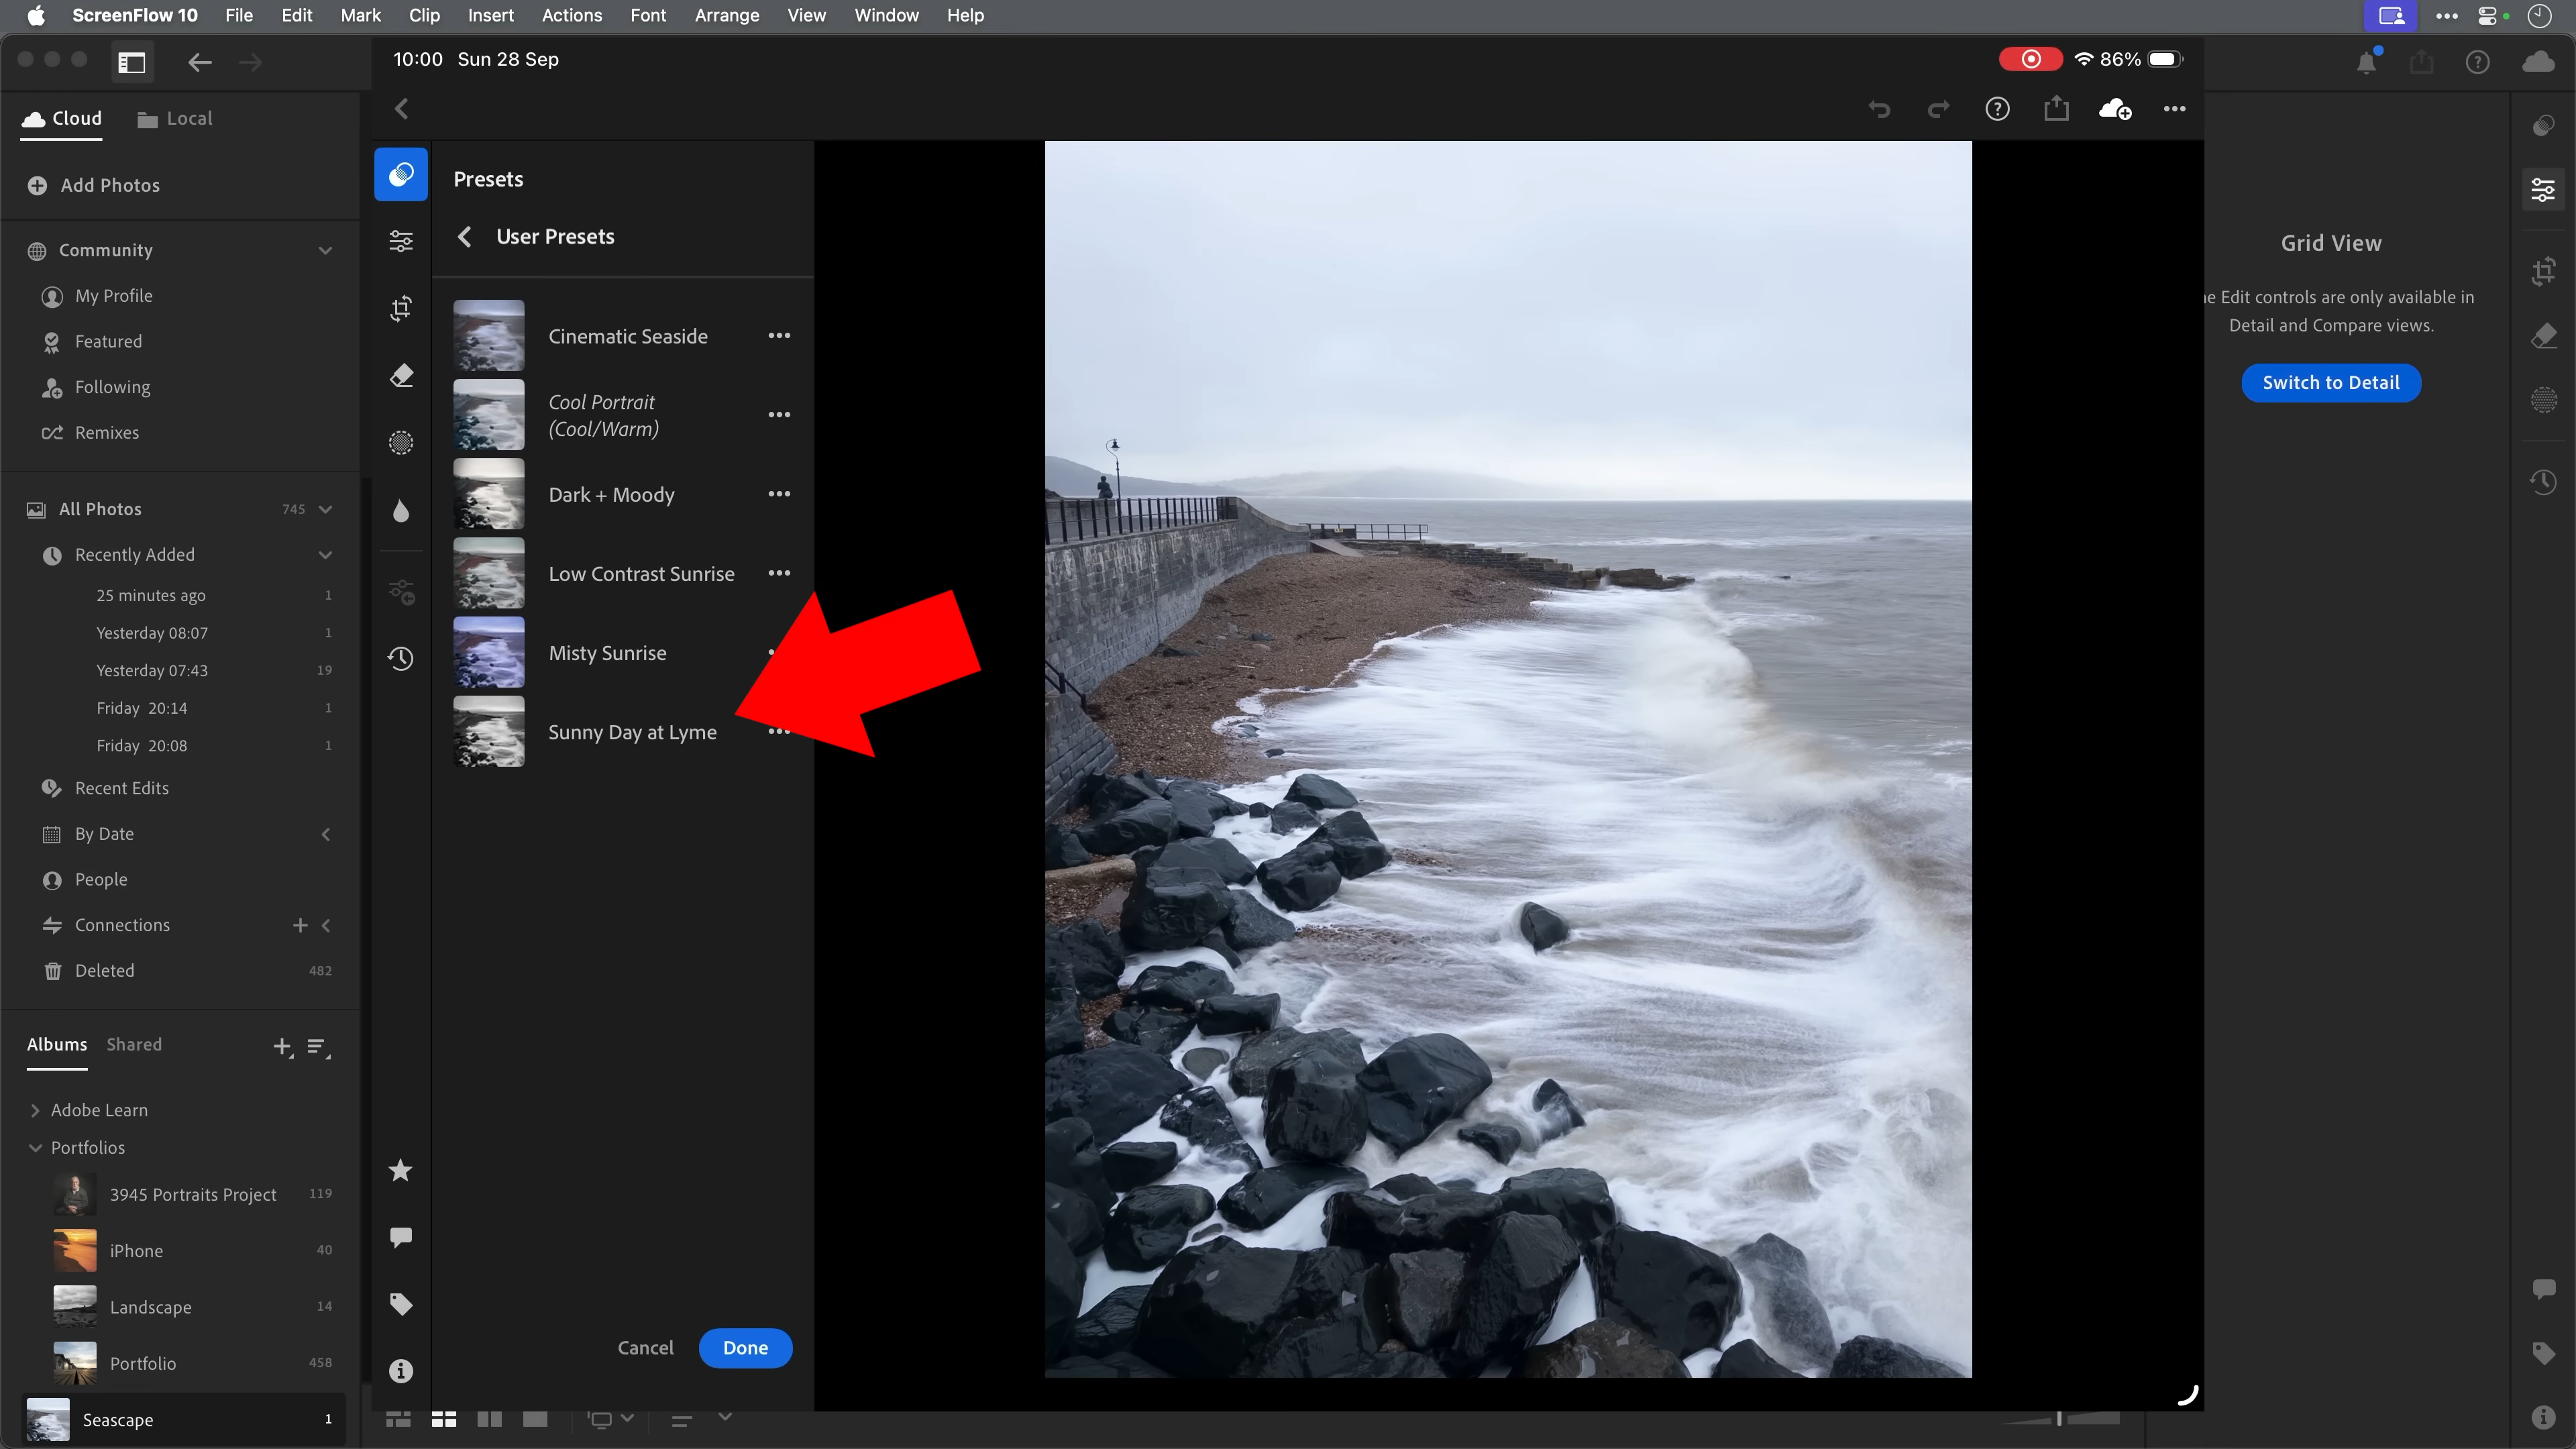 ScreenFlow 10 File Edit Mark Clip Insert Actions Font Arrange View Window Help
10:00 Sun 28 Sep
86%
Cloud Local
Add Photos
Community
My Profile
Featured
Following
Remixes
All Photos 745
Recently Added
25 minutes ago 1
Yesterday 08:07 1
Yesterday 07:43 19
Friday 20:14 1
Friday 20:08 1
Recent Edits
By Date
People
Connections
Deleted 482
Albums Shared
Adobe Learn
Portfolios
3945 Portraits Project 119
iPhone 40
Landscape 14
Portfolio 458
Seascape 1
Presets
User Presets
Cinematic Seaside
Cool Portrait
(Cool/Warm)
Dark + Moody
Low Contrast Sunrise
Misty Sunrise
Sunny Day at Lyme
Cancel Done
Grid View
Edit controls are only available in
Detail and Compare views.
Switch to Detail